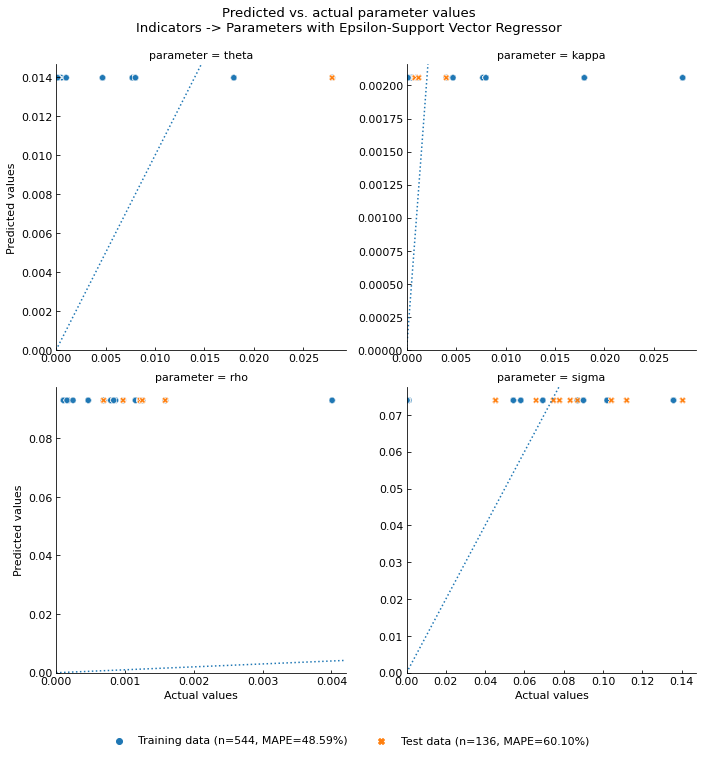 Predicted vs. actual parameter values
Indicators -> Parameters with Epsilon-Support Vector Regressor
parameter = theta
parameter = kappa
0.014
0.012
0.010
0.008
0.006
0.004
0.002
0.000
Predicted values
0.000 0.005 0.010 0.015 0.020 0.025
0.00200
0.00175
0.00150
0.00125
0.00100
0.00075
0.00050
0.00025
0.00000
0.000 0.005 0.010 0.015 0.020 0.025
parameter = rho
parameter = sigma
0.08
0.06
0.04
0.02
0.00
Predicted values
0.000 0.001 0.002 0.003 0.004
Actual values
0.07
0.06
0.05
0.04
0.03
0.02
0.01
0.00
0.00 0.02 0.04 0.06 0.08 0.10 0.12 0.14
Actual values
Training data (n=544, MAPE=48.59%)
Test data (n=136, MAPE=60.10%)